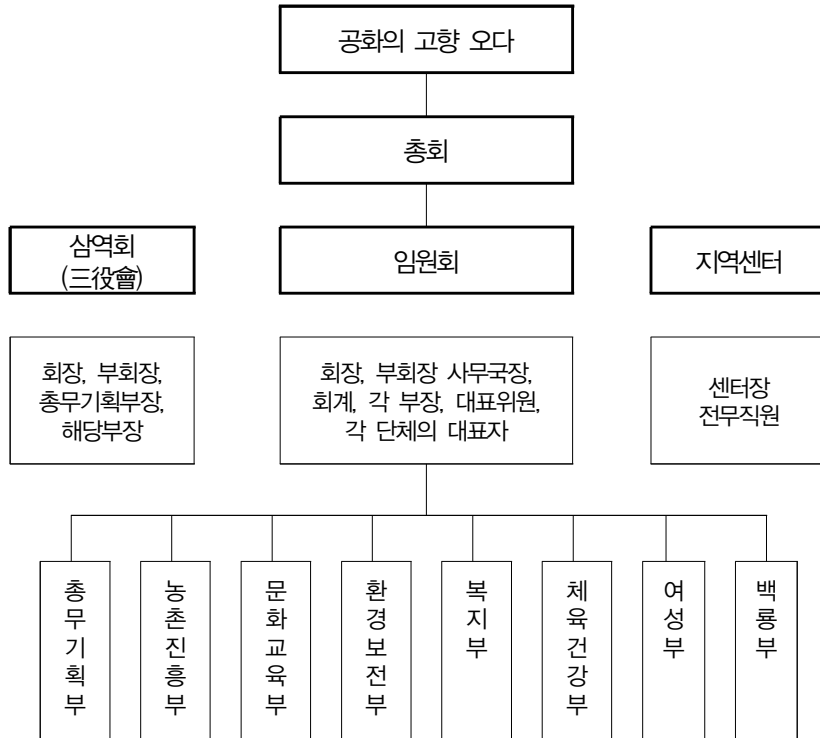 공화의 고향 오다
총회
삼역회
(三役會)
임원회
지역센터
회장, 부회장,
총무기획부장,
해당부장
회장, 부회장 사무국장,
회계, 각 부장, 대표위원,
각 단체의 대표자
센터장
전무직원
총무기획부
농촌진흥부
문화교육부
환경보전부
복지부
체육건강부
여성부
백룡부